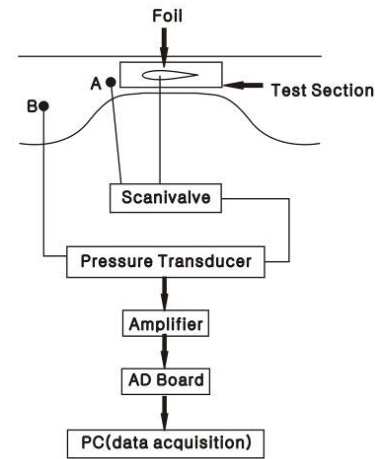 Foil
A
Test Section
B
Scanivalve
Pressure Transducer
Amplifier
AD Board
PC(data acquisition)